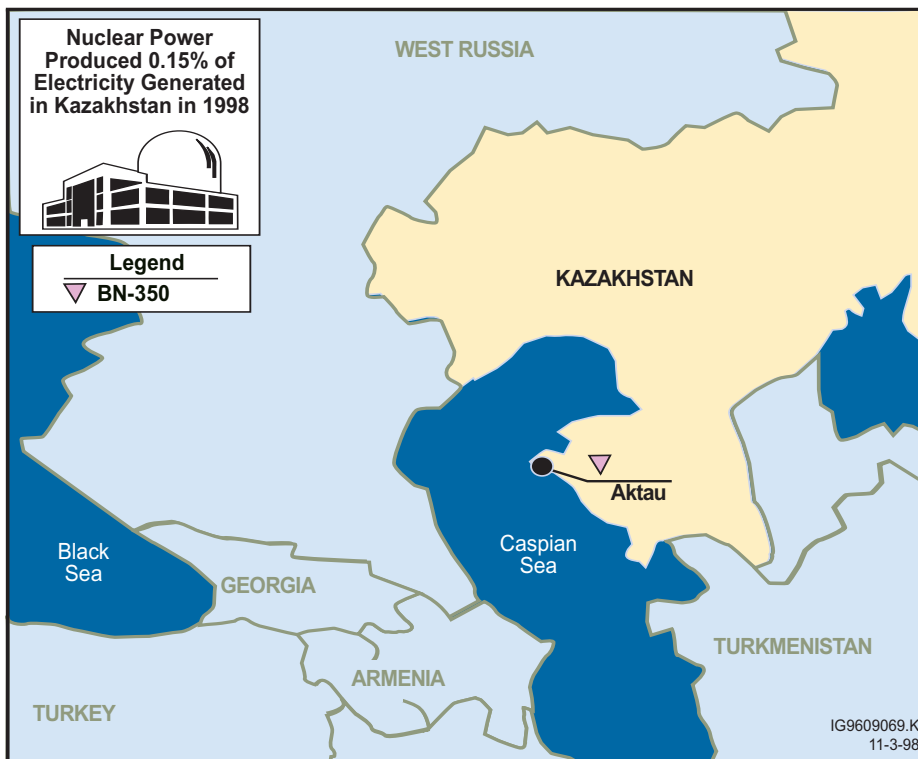 Nuclear Power
Produced 0.15% of
Electricity Generated
in Kazakhstan in 1998
Legend
BN-350
WEST RUSSIA
KAZAKHSTAN
Aktau
Caspian
Sea
Black
Sea
GEORGIA
ARMENIA
TURKEY
TURKMENISTAN
IG9609069.K
11-3-98